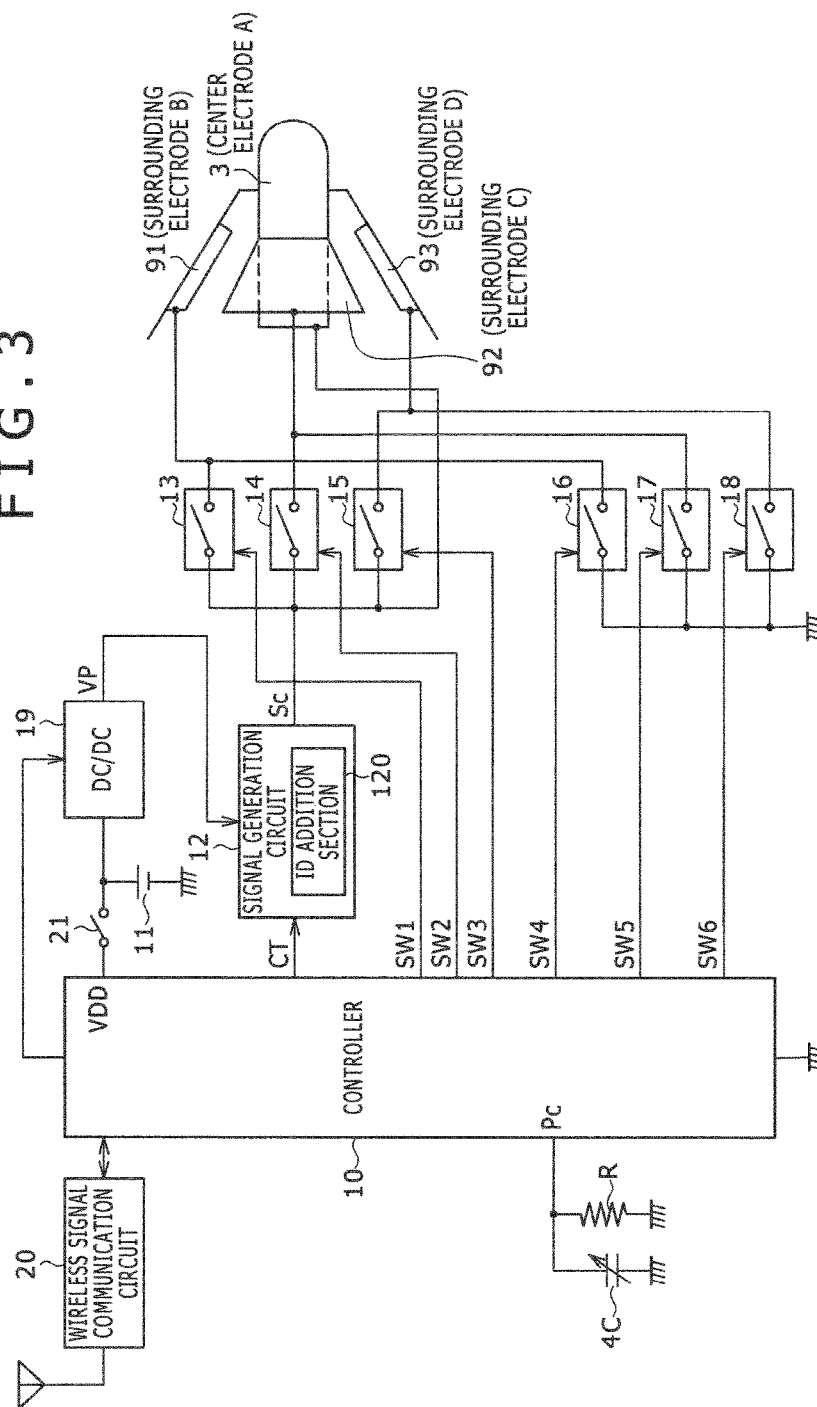 FIG. 3
20
WIRELESS SIGNAL
COMMUNICATION
CIRCUIT
10
CONTROLLER
VDD
Pc
4C
R
21
11
19
DC/DC
VP
CT
12
SIGNAL GENERATION
CIRCUIT
ID ADDITION
SECTION
120
Sc
SW1
SW2
SW3
SW4
SW5
SW6
13
14
15
16
17
18
91 (SURROUNDING
ELECTRODE B)
3 (CENTER
ELECTRODE A)
93 (SURROUNDING
ELECTRODE D)
92 (SURROUNDING
ELECTRODE C)